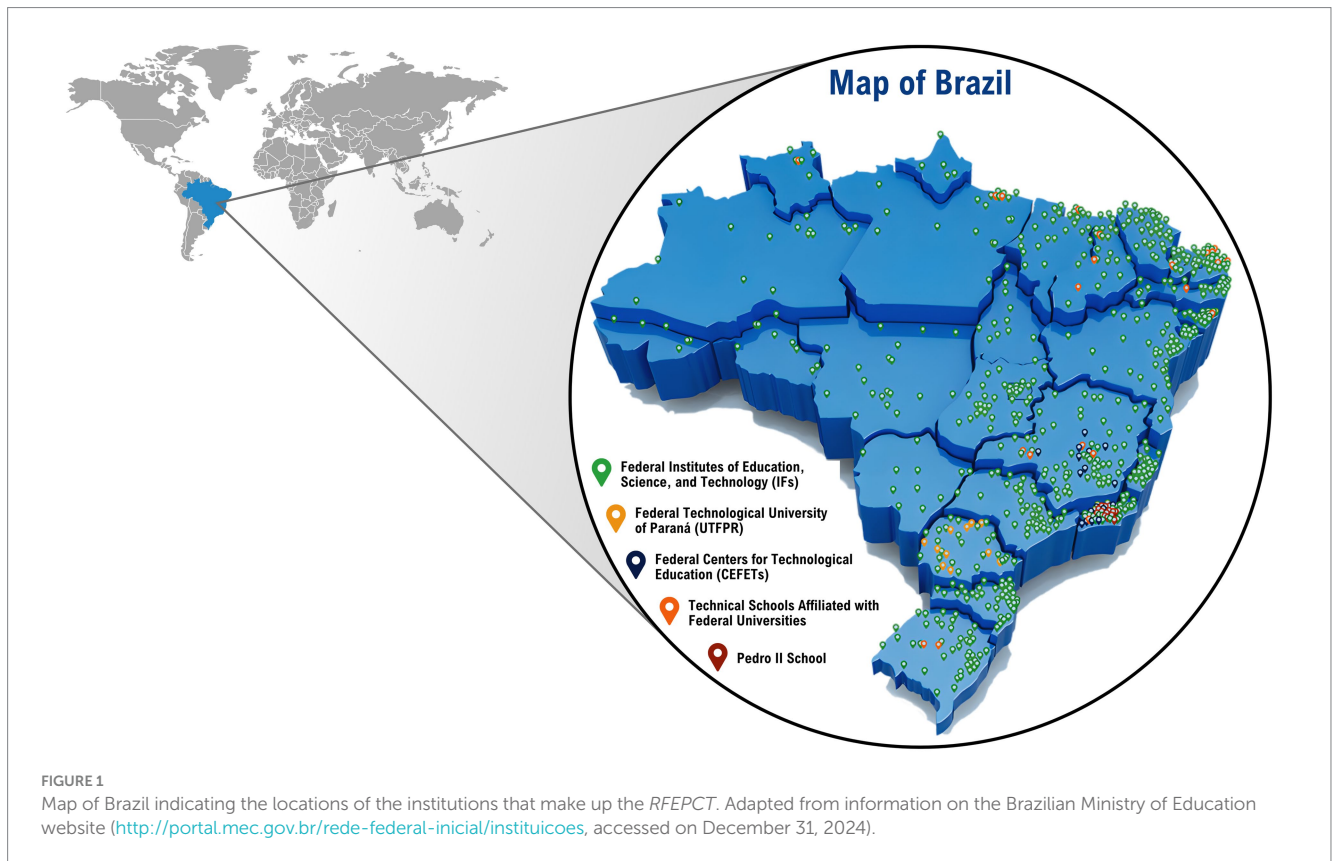 Map of Brazil
Federal Institutes of Education,
Science, and Technology (IFs)
Federal Technological University
of Paraná (UTFPR)
Federal Centers for Technological
Education (CEFETs)
Technical Schools Affiliated with
Federal Universities
Pedro II School
FIGURE 1
Map of Brazil indicating the locations of the institutions that make up the RFEPCT. Adapted from information on the Brazilian Ministry of Education
website (http://portal.mec.gov.br/rede-federal-inicial/instituicoes, accessed on December 31, 2024).